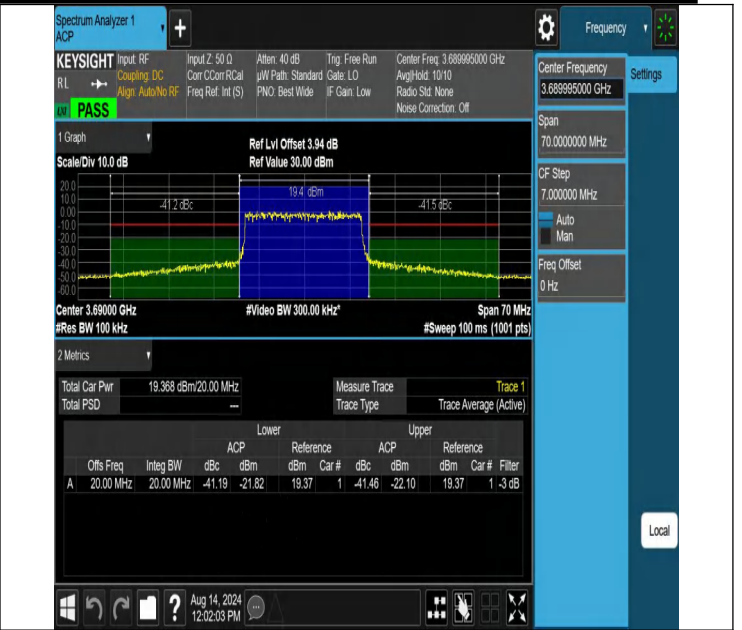 Spectrum Analyzer 1
ACP
Frequency
KEYSIGHT Input: RF Input Z: 50 Ω Atten: 40 dB Trig: Free Run Center Freq: 3.689995000 GHz
RL Coupling: DC Corr CCorr RCal µW Path: Standard Gate: LO Avg|Hold: 10/10
Align: Auto/No RF Freq Ref: Int (S) PNO: Best Wide IF Gain: Low Radio Std: None
PASS Noise Correction: Off
Center Frequency
3.689995000 GHz
Settings
Span
70.0000000 MHz
CF Step
7.000000 MHz
Auto
Man
Freq Offset
0 Hz
1 Graph
Ref Lvl Offset 3.94 dB
Scale/Div 10.0 dB Ref Value 30.00 dBm
20.0
10.0
0.00
-10.0
-20.0
-30.0
-40.0
-50.0
-60.0
-41.2 dBc 19.4 dBm -41.5 dBc
Center 3.69000 GHz #Video BW 300.00 kHz* Span 70 MHz
#Res BW 100 kHz #Sweep 100 ms (1001 pts)
2 Metrics
Total Car Pwr 19.368 dBm/20.00 MHz Measure Trace Trace 1
Total PSD --- Trace Type Trace Average (Active)
Lower Upper
ACP Reference ACP Reference
Offs Freq Integ BW dBc dBm dBm Car # dBc dBm dBm Car # Filter
A 20.00 MHz 20.00 MHz -41.19 -21.82 19.37 1 -41.46 -22.10 19.37 1 -3 dB
Local
Aug 14, 2024
12:02:03 PM